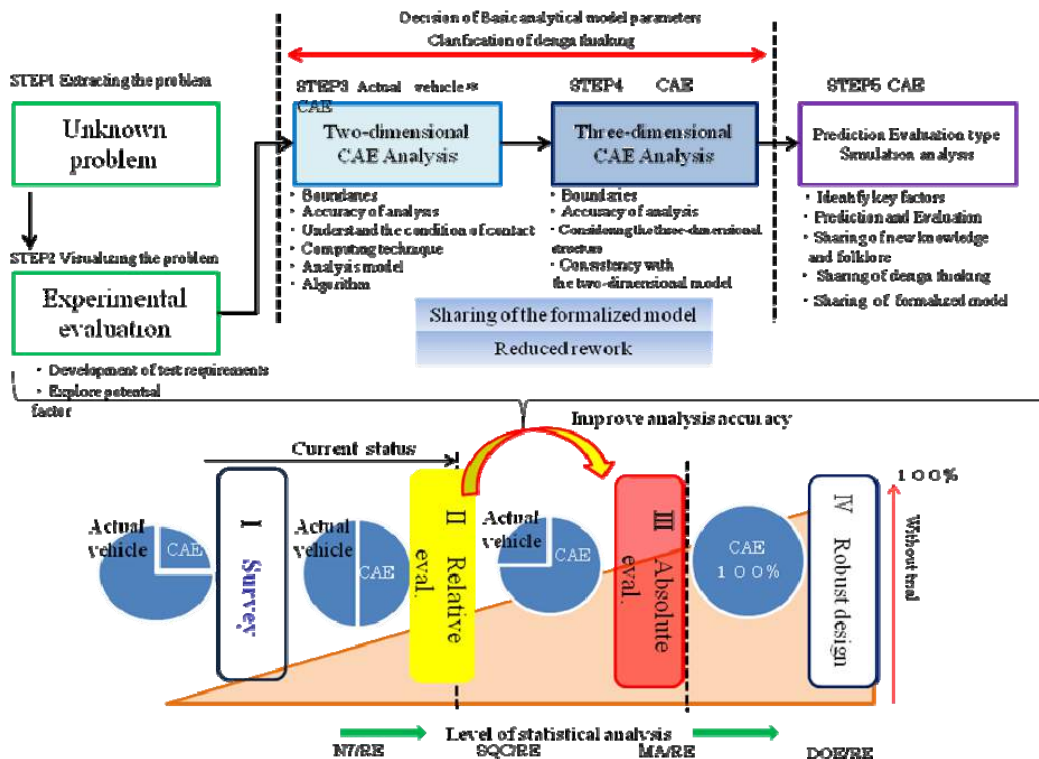 Decision of Basic analytical model parameters
Clarification of design thinking
STEP1 Extracting the problem
Unknown
problem
STEP2 Visualizing the problem
Experimental
evaluation
・Development of test requirements
・Explore potential
factor
STEP3 Actual vehicle
CAE
Two-dimensional
CAE Analysis
・Boundaries
・Accuracy of analysis
・Understand the condition of contact
・Computing technique
・Analysis model
・Algorithm
STEP4 CAE
Three-dimensional
CAE Analysis
・Boundaries
・Accuracy of analysis
・Considering the three-dimensional
structure
・Consistency with
the two-dimensional model
STEP5 CAE
Prediction Evaluation type
Simulation analysis
・Identify key factors
・Prediction and Evaluation
・Sharing of new knowledge
and folklore
・Sharing of design thinking
・Sharing of formalized model
Sharing of the formalized model
Reduced rework
Improve analysis accuracy
Current status
Actual
vehicle
CAE
Ⅰ Survey
Actual
vehicle
CAE
Ⅱ Relative
eval.
Actual
vehicle
CAE
Ⅲ Absolute
eval.
CAE
１００%
Ⅳ Robust design
１００%
Without trial
Level of statistical analysis
N7/RE
SQC/RE
MA/RE
DOE/RE